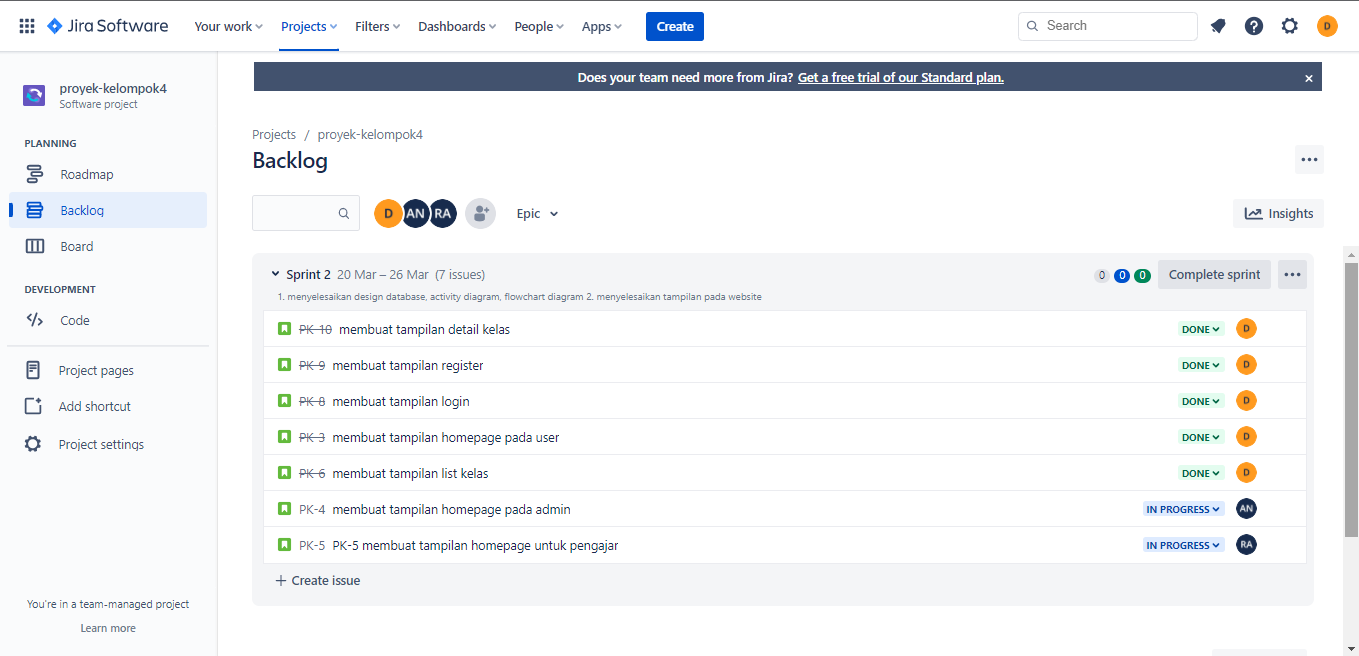 Jira Software Your work Projects Filters Dashboards People Apps Create Search D
Does your team need more from Jira? Get a free trial of our Standard plan. ×
proyek-kelompok4
Software project
PLANNING
Roadmap
Backlog
Board
DEVELOPMENT
Code
Project pages
Add shortcut
Project settings
You're in a team-managed project
Learn more
Projects / proyek-kelompok4
Backlog
D AN RA Epic Insights
Sprint 2 20 Mar – 26 Mar (7 issues) 0 0 0 Complete sprint
1. menyelesaikan design database, activity diagram, flowchart diagram 2. menyelesaikan tampilan pada website
PK-10 membuat tampilan detail kelas DONE D
PK-9 membuat tampilan register DONE D
PK-8 membuat tampilan login DONE D
PK-3 membuat tampilan homepage pada user DONE D
PK-6 membuat tampilan list kelas DONE D
PK-4 membuat tampilan homepage pada admin IN PROGRESS AN
PK-5 PK-5 membuat tampilan homepage untuk pengajar IN PROGRESS RA
+ Create issue